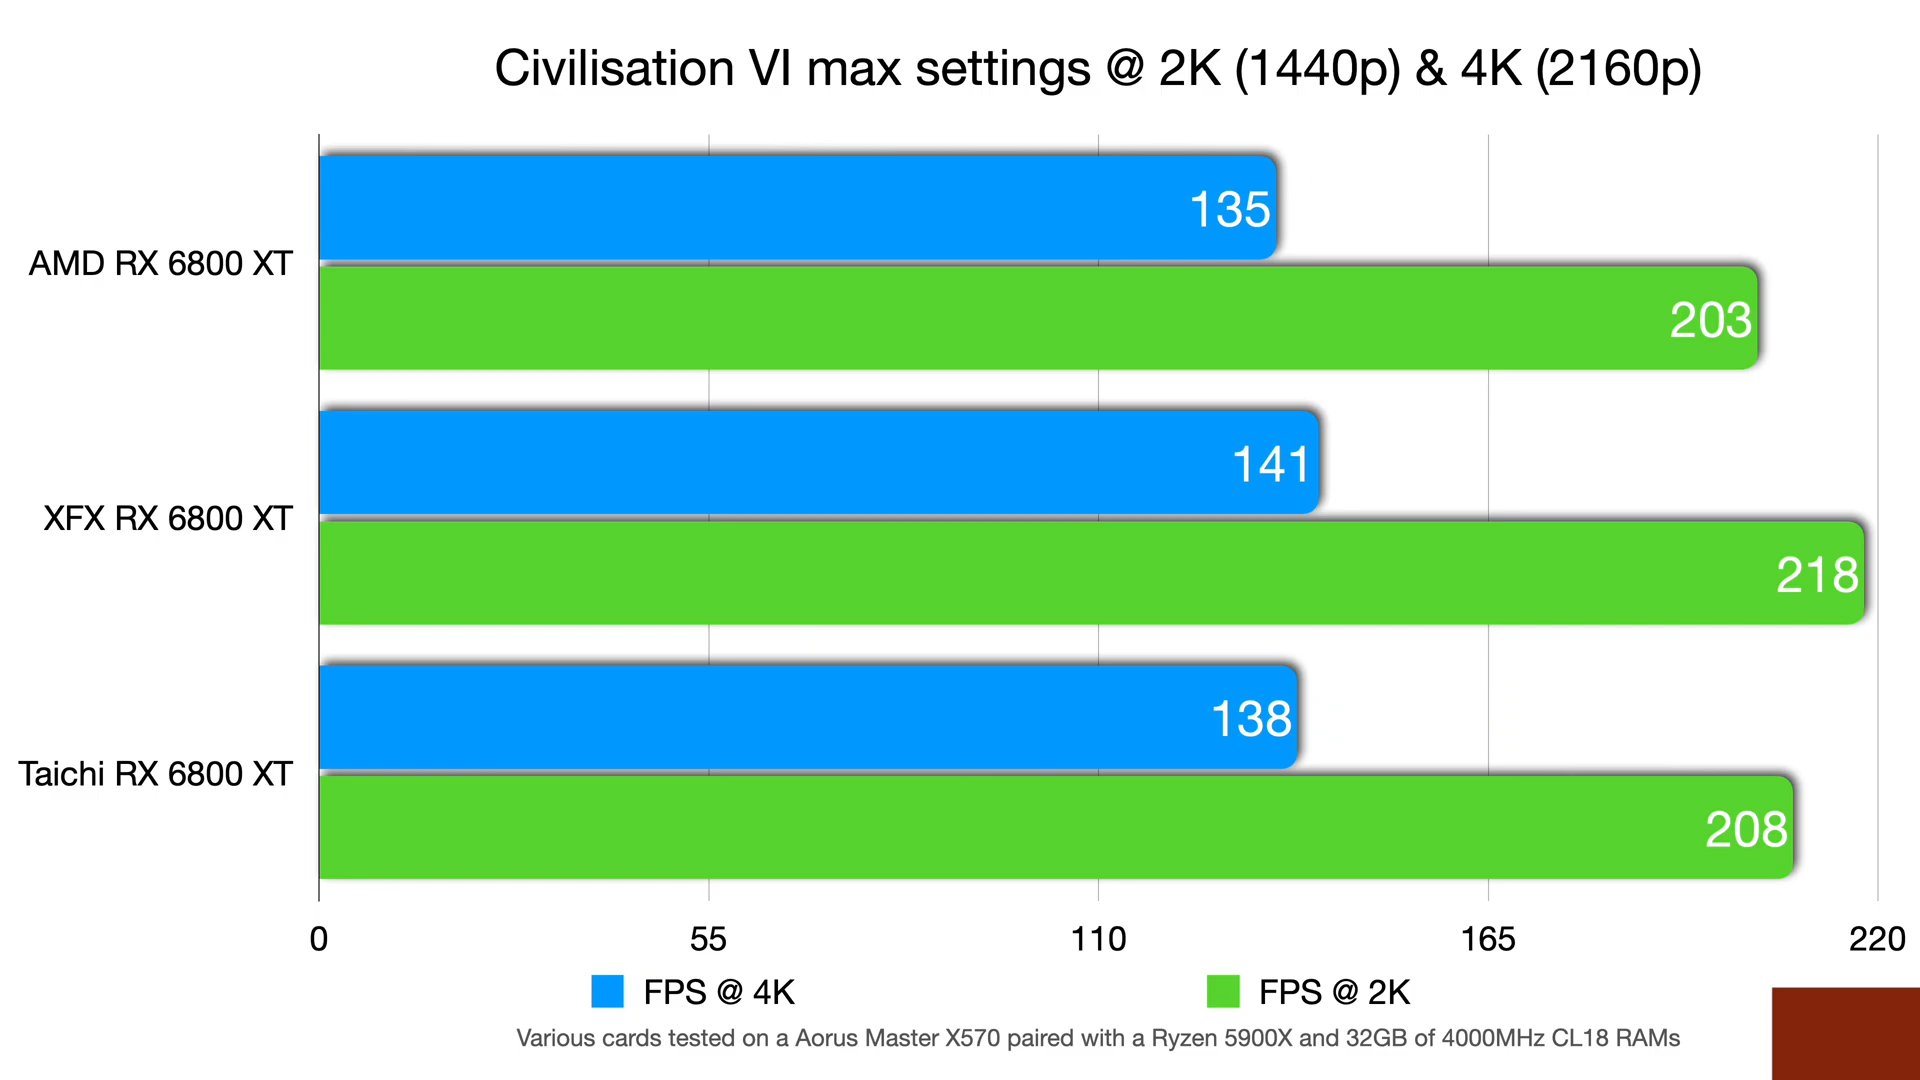 Civilisation VI max settings @ 2K (1440p) & 4K (2160p)
AMD RX 6800 XT
135
203
XFX RX 6800 XT
141
218
Taichi RX 6800 XT
138
208
0 55 110 165 220
FPS @ 4K FPS @ 2K
Various cards tested on a Aorus Master X570 paired with a Ryzen 5900X and 32GB of 4000MHz CL18 RAMs